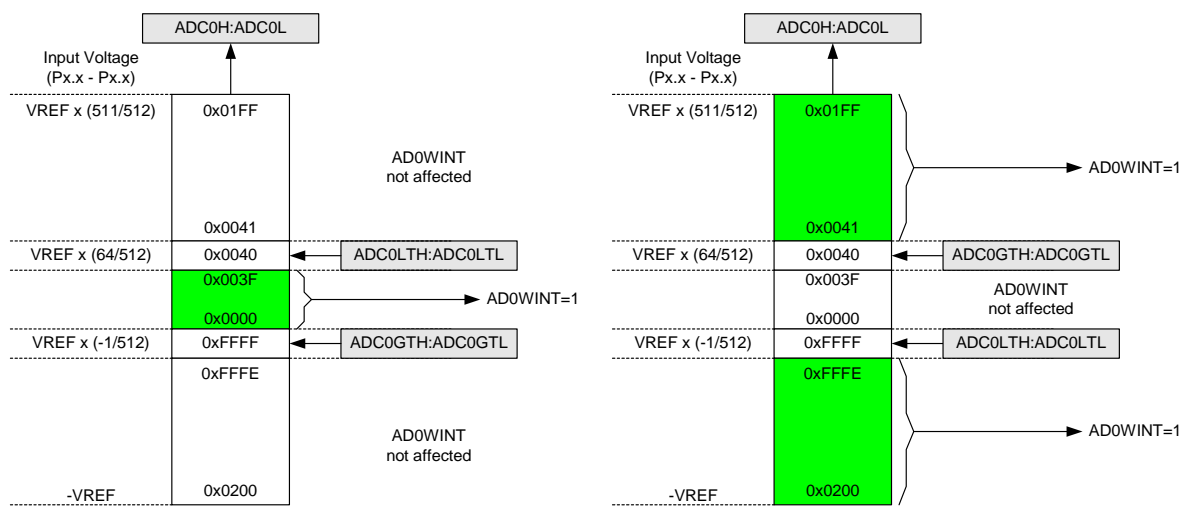 ADC0H:ADC0L
Input Voltage
(Px.x - Px.x)
VREF x (511/512)
0x01FF
AD0WINT
not affected
0x0041
VREF x (64/512)
0x0040
ADC0LTH:ADC0LTL
0x003F
AD0WINT=1
0x0000
VREF x (-1/512)
0xFFFF
ADC0GTH:ADC0GTL
0xFFFE
AD0WINT
not affected
-VREF
0x0200
ADC0H:ADC0L
Input Voltage
(Px.x - Px.x)
VREF x (511/512)
0x01FF
AD0WINT=1
0x0041
VREF x (64/512)
0x0040
ADC0GTH:ADC0GTL
0x003F
AD0WINT
not affected
0x0000
VREF x (-1/512)
0xFFFF
ADC0LTH:ADC0LTL
0xFFFE
AD0WINT=1
-VREF
0x0200